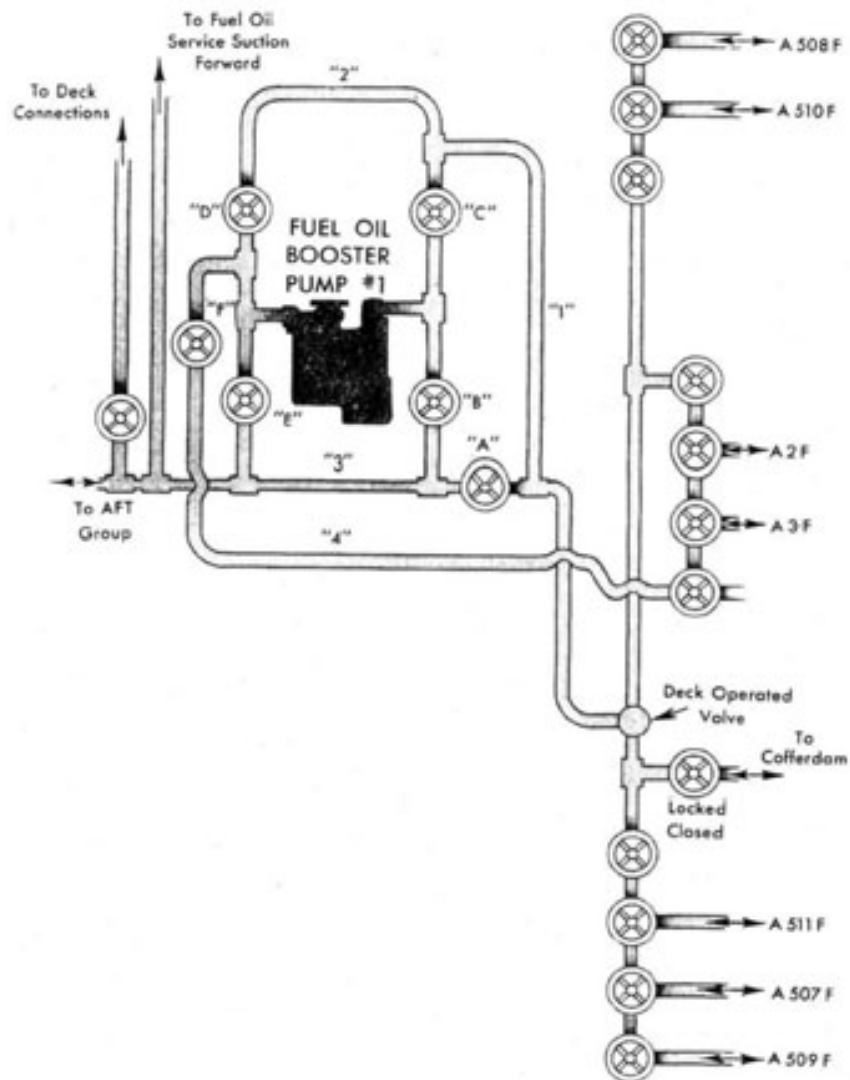 To Fuel Oil
Service Suction
Forward
To Deck
Connections
"2"
A 508 F
A 510 F
"D"
"C"
FUEL OIL
BOOSTER
PUMP #1
"F"
"1"
"E"
"B"
"A"
"3"
A 2 F
To AFT
Group
A 3 F
"4"
Deck Operated
Valve
To
Cofferdam
Locked
Closed
A 511 F
A 507 F
A 509 F